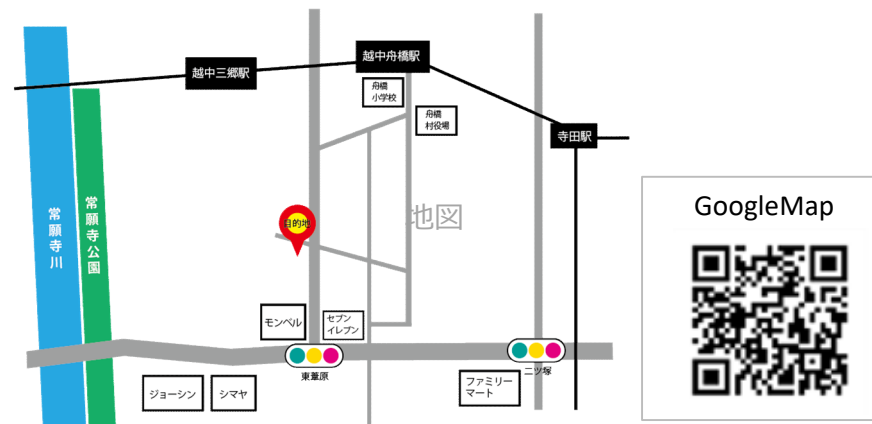 越中舟橋駅
越中三郷駅
舟橋
小学校
舟橋
村役場
寺田駅
常願寺川
常願寺公園
目的地
地図
GoogleMap
モンベル
セブン
イレブン
東葦原
二ツ塚
ジョーシン
シマヤ
ファミリー
マート